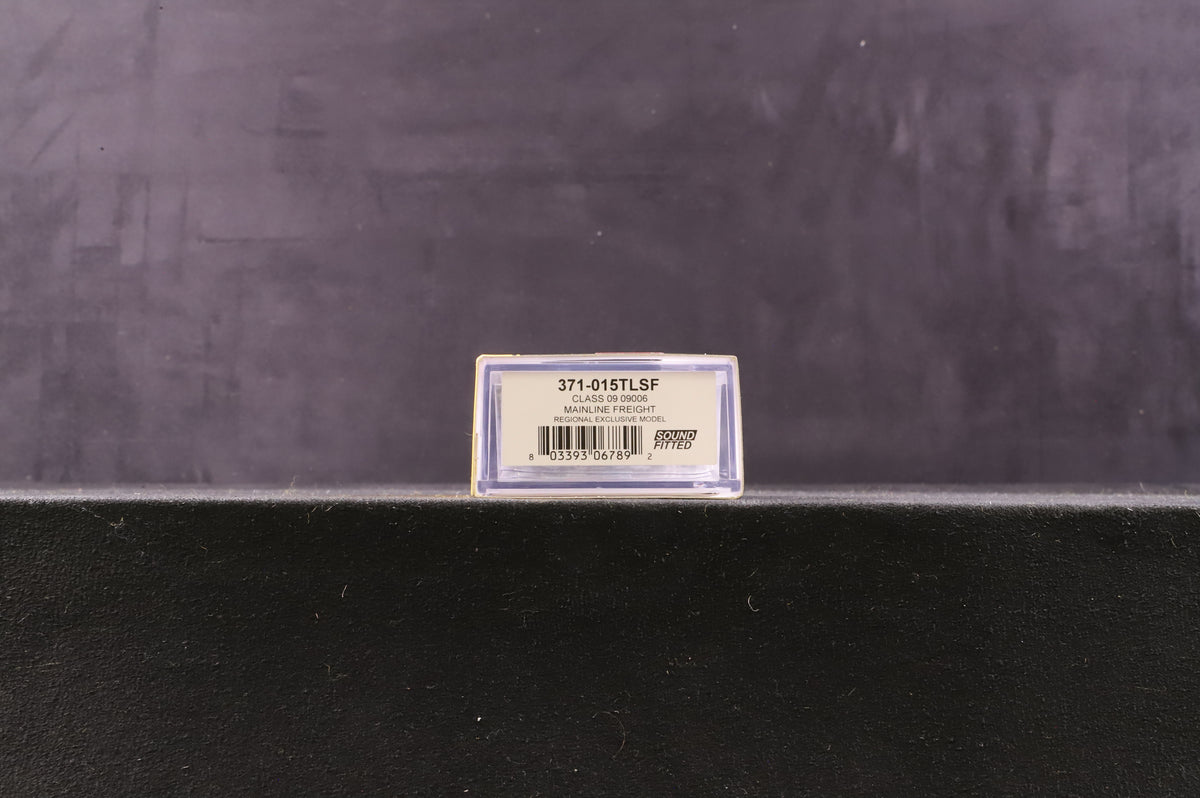 371-015TLSF
CLASS 09 09006
MAINLINE FREIGHT
REGIONAL EXCLUSIVE MODEL
SOUND
FITTED
8 03393 06789 2